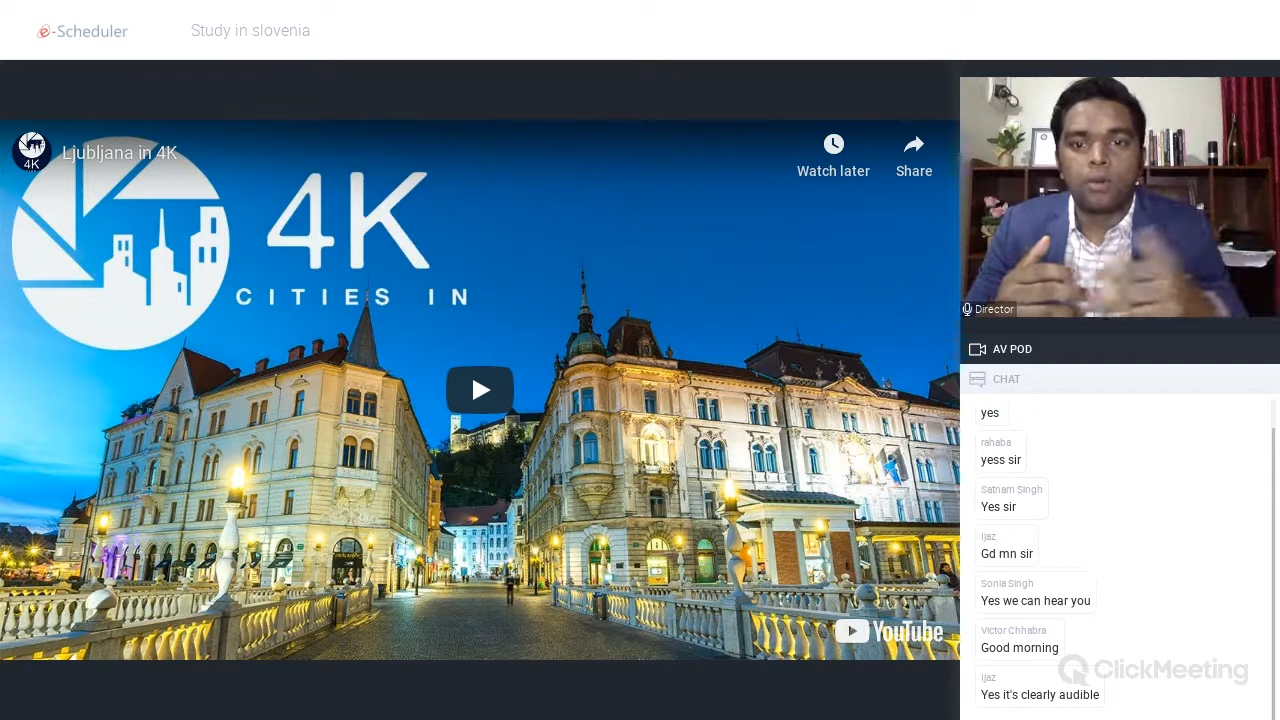 e-Scheduler
Study in slovenia
4K
Ljubljana in 4K
Watch later
Share
4K
CITIES IN
YouTube
Director
AV POD
CHAT
yes
rahaba
yess sir
Satnam Singh
Yes sir
Ijaz
Gd mn sir
Sonia Singh
Yes we can hear you
Victor Chhabra
Good morning
ClickMeeting
Ijaz
Yes it's clearly audible